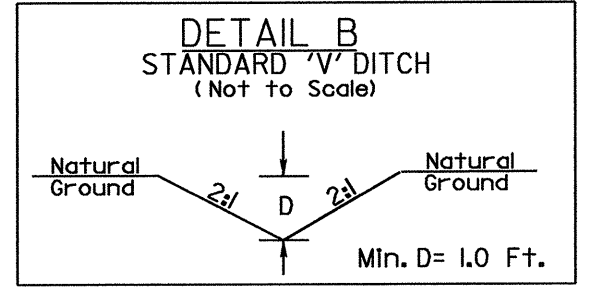 DETAIL B
STANDARD 'V' DITCH
(Not to Scale)
Natural
Ground
2:1
D
2:1
Natural
Ground
Min. D= 1.0 Ft.